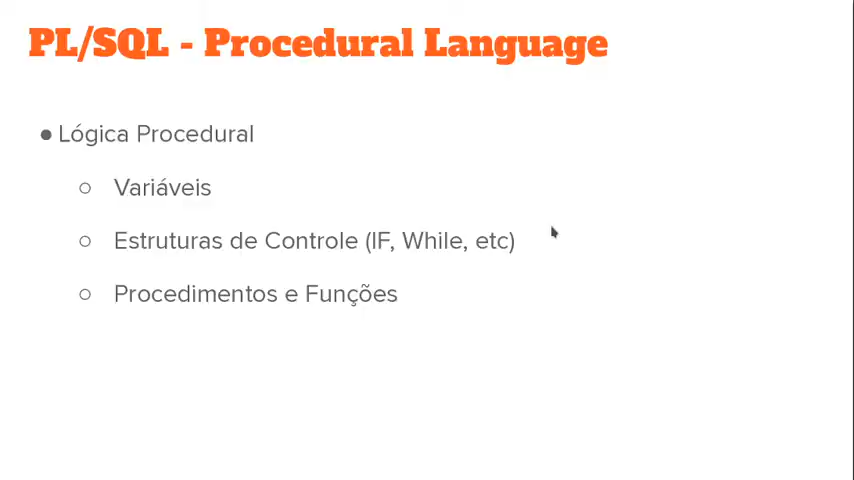 PL/SQL - Procedural Language
● Lógica Procedural
○ Variáveis
○ Estruturas de Controle (IF, While, etc)
○ Procedimentos e Funções